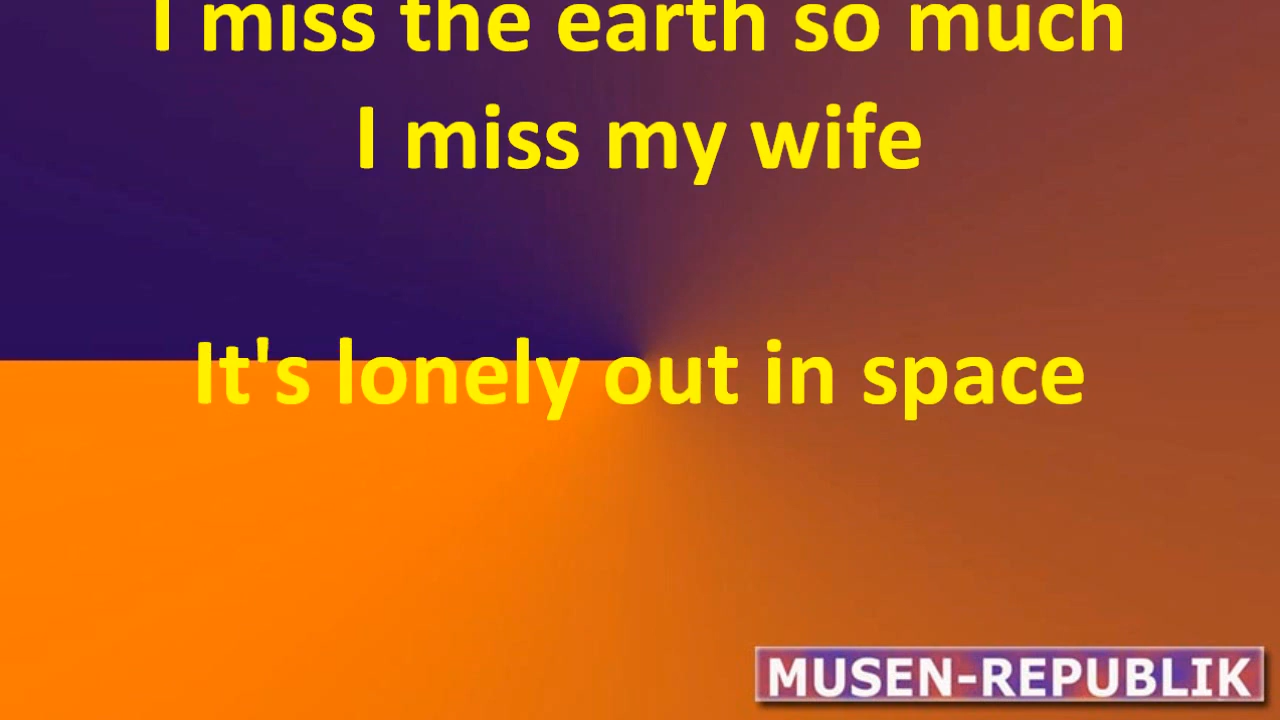 I miss the earth so much
I miss my wife
It's lonely out in space
MUSEN-REPUBLIK